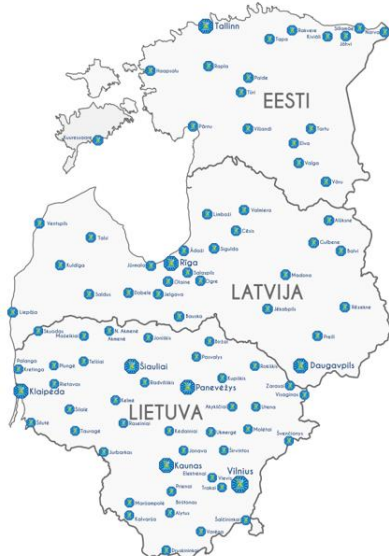 Tallinn
Rakvere
Sillamäe
Narva
Kiviõli
Jõhvi
Tapa
Haapsalu
Rapla
Paide
Türi
EESTI
Kuressaare
Pärnu
Viljandi
Tartu
Elva
Valga
Võru
Limbaži
Valmiera
Cēsis
Alūksne
Ventspils
Talsi
Ādaži
Sigulda
Gulbene
Balvi
Kuldīga
Jūrmala
Rīga
Salaspils
Ogre
Olaine
Madona
Saldus
Dobele
Jelgava
LATVIJA
Liepāja
Bauska
Jēkabpils
Rēzekne
Skuodas
Mažeikiai
N. Akmenė
Akmenė
Joniškis
Biržai
Preiļi
Palanga
Kretinga
Plungė
Telšiai
Šiauliai
Pasvalys
Rokiškis
Daugavpils
Klaipėda
Rietavas
Radviliškis
Panevėžys
Kupiškis
Zarasai
Visaginas
Šilalė
Kelmė
LIETUVA
Anykščiai
Utena
Šilutė
Tauragė
Raseiniai
Kėdainiai
Ukmergė
Molėtai
Švenčionys
Jurbarkas
Jonava
Širvintos
Kaunas
Elektrėnai
Vievis
Vilnius
Trakai
Prienai
Birštonas
Marijampolė
Kalvarija
Alytus
Šalčininkai
Varėna
Druskininkai